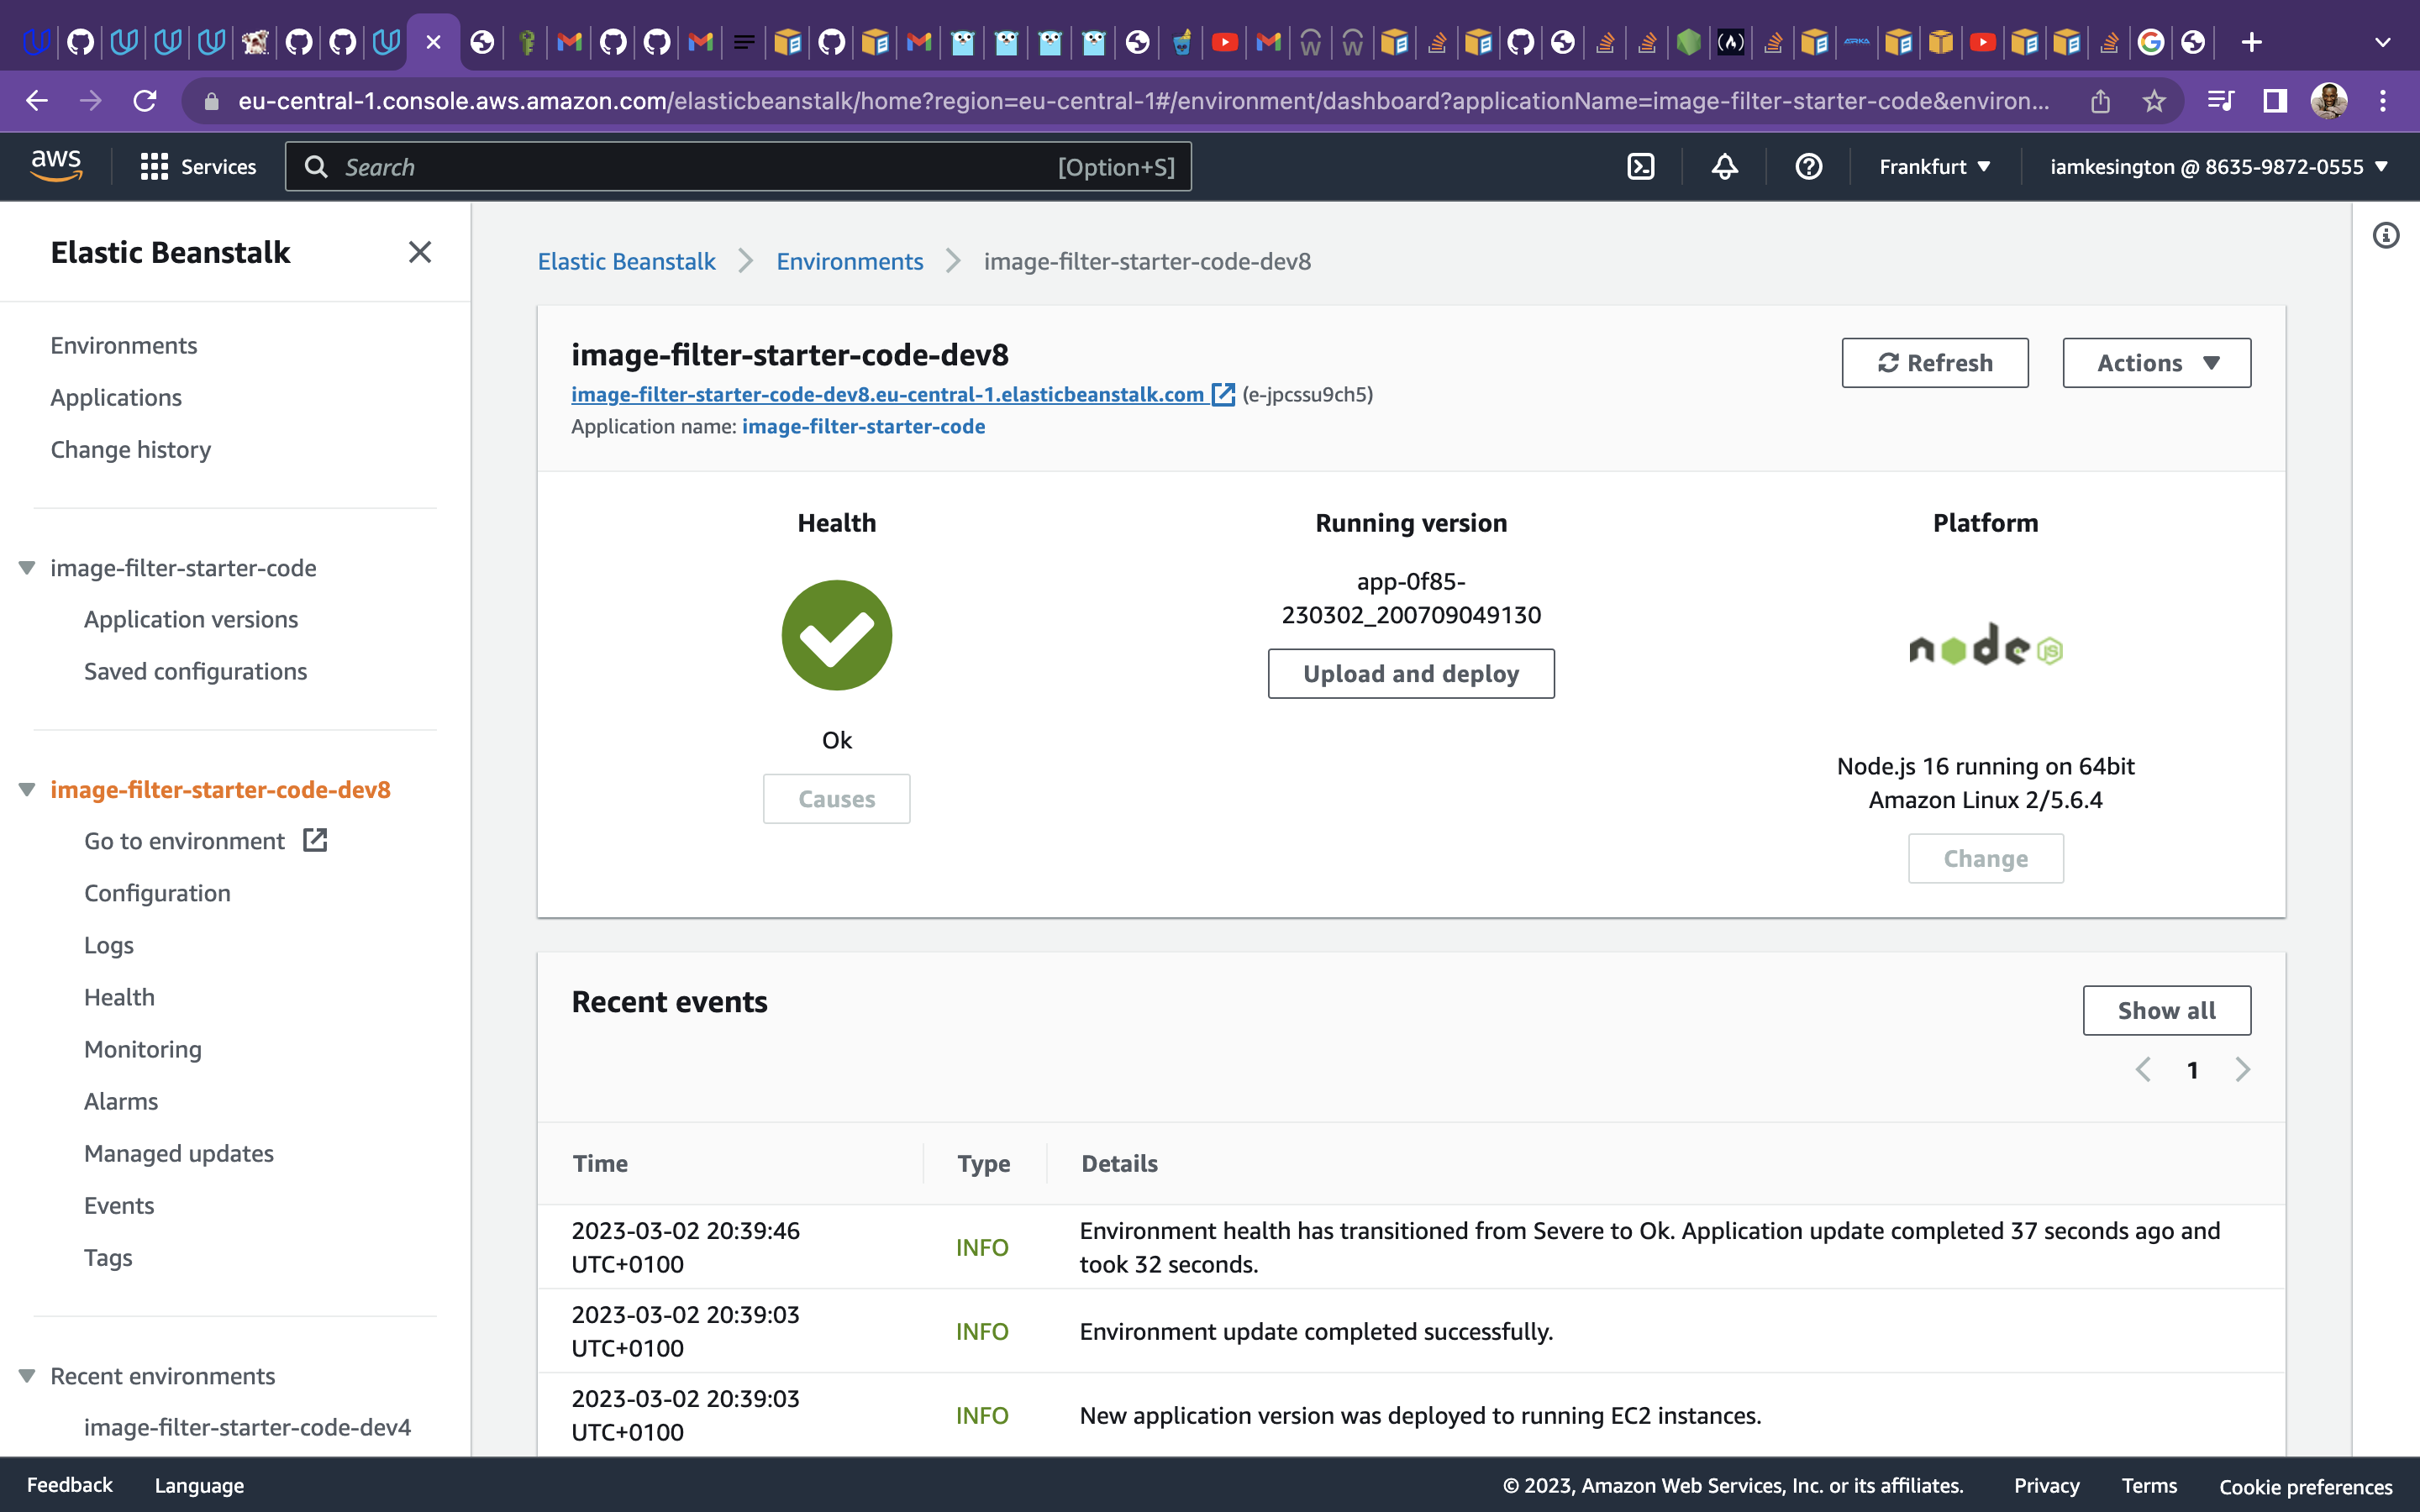 eu-central-1.console.aws.amazon.com/elasticbeanstalk/home?region=eu-central-1#/environment/dashboard?applicationName=image-filter-starter-code&environ...
aws
Services
Search
[Option+S]
Frankfurt
iamkesington @ 8635-9872-0555
Elastic Beanstalk
Environments
Applications
Change history
image-filter-starter-code
Application versions
Saved configurations
image-filter-starter-code-dev8
Go to environment
Configuration
Logs
Health
Monitoring
Alarms
Managed updates
Events
Tags
Recent environments
image-filter-starter-code-dev4
Elastic Beanstalk
Environments
image-filter-starter-code-dev8
image-filter-starter-code-dev8
image-filter-starter-code-dev8.eu-central-1.elasticbeanstalk.com (e-jpcssu9ch5)
Application name: image-filter-starter-code
Refresh
Actions
Health
Ok
Causes
Running version
app-0f85-
230302_200709049130
Upload and deploy
Platform
node
JS
Node.js 16 running on 64bit
Amazon Linux 2/5.6.4
Change
Recent events
Show all
1
Time
Type
Details
2023-03-02 20:39:46
UTC+0100
INFO
Environment health has transitioned from Severe to Ok. Application update completed 37 seconds ago and
took 32 seconds.
2023-03-02 20:39:03
UTC+0100
INFO
Environment update completed successfully.
2023-03-02 20:39:03
UTC+0100
INFO
New application version was deployed to running EC2 instances.
Feedback
Language
© 2023, Amazon Web Services, Inc. or its affiliates.
Privacy
Terms
Cookie preferences